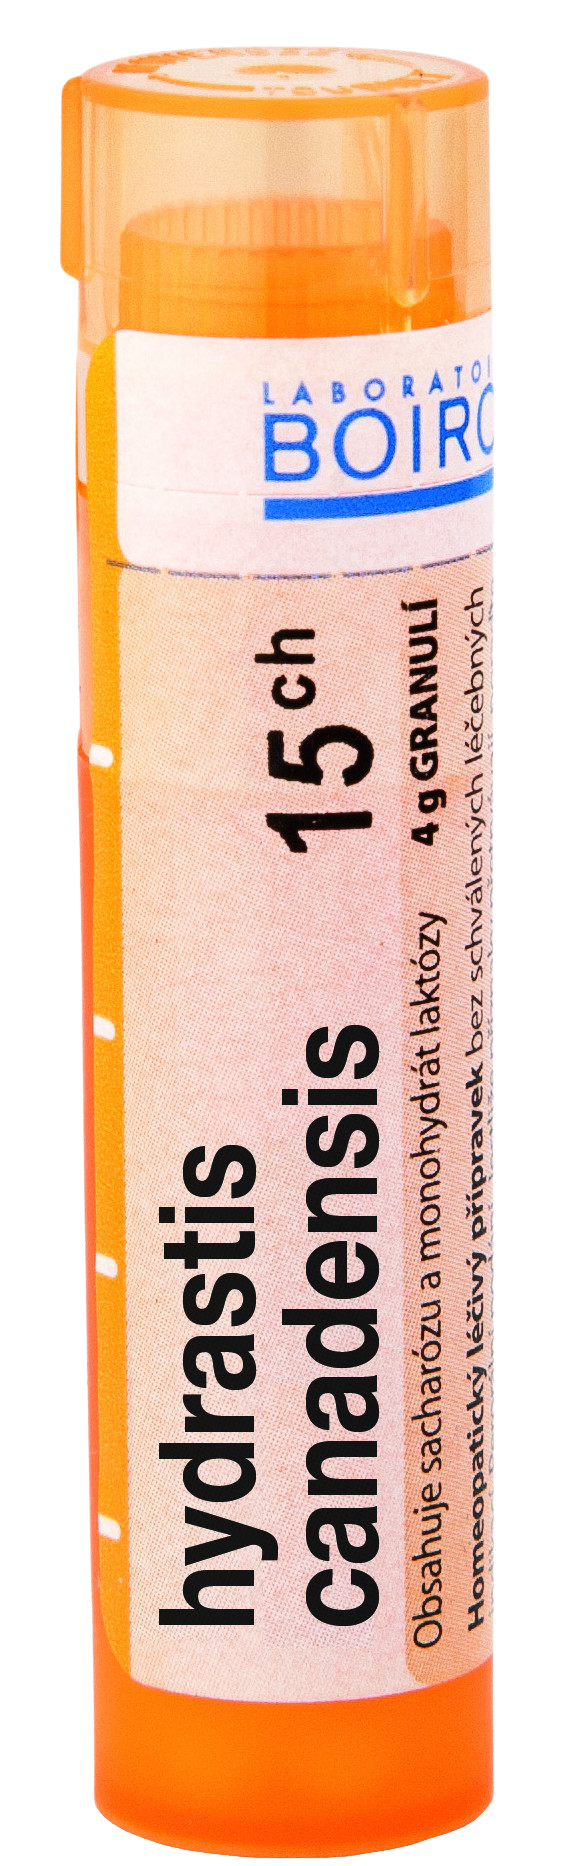 LABORATOI
BOIRO
hydrastis
canadensis 15 ch
Obsahuje sacharózu a monohydrát laktózy 4 g GRANULÍ
Homeopatický léčivý přípravek bez schválených léčebných